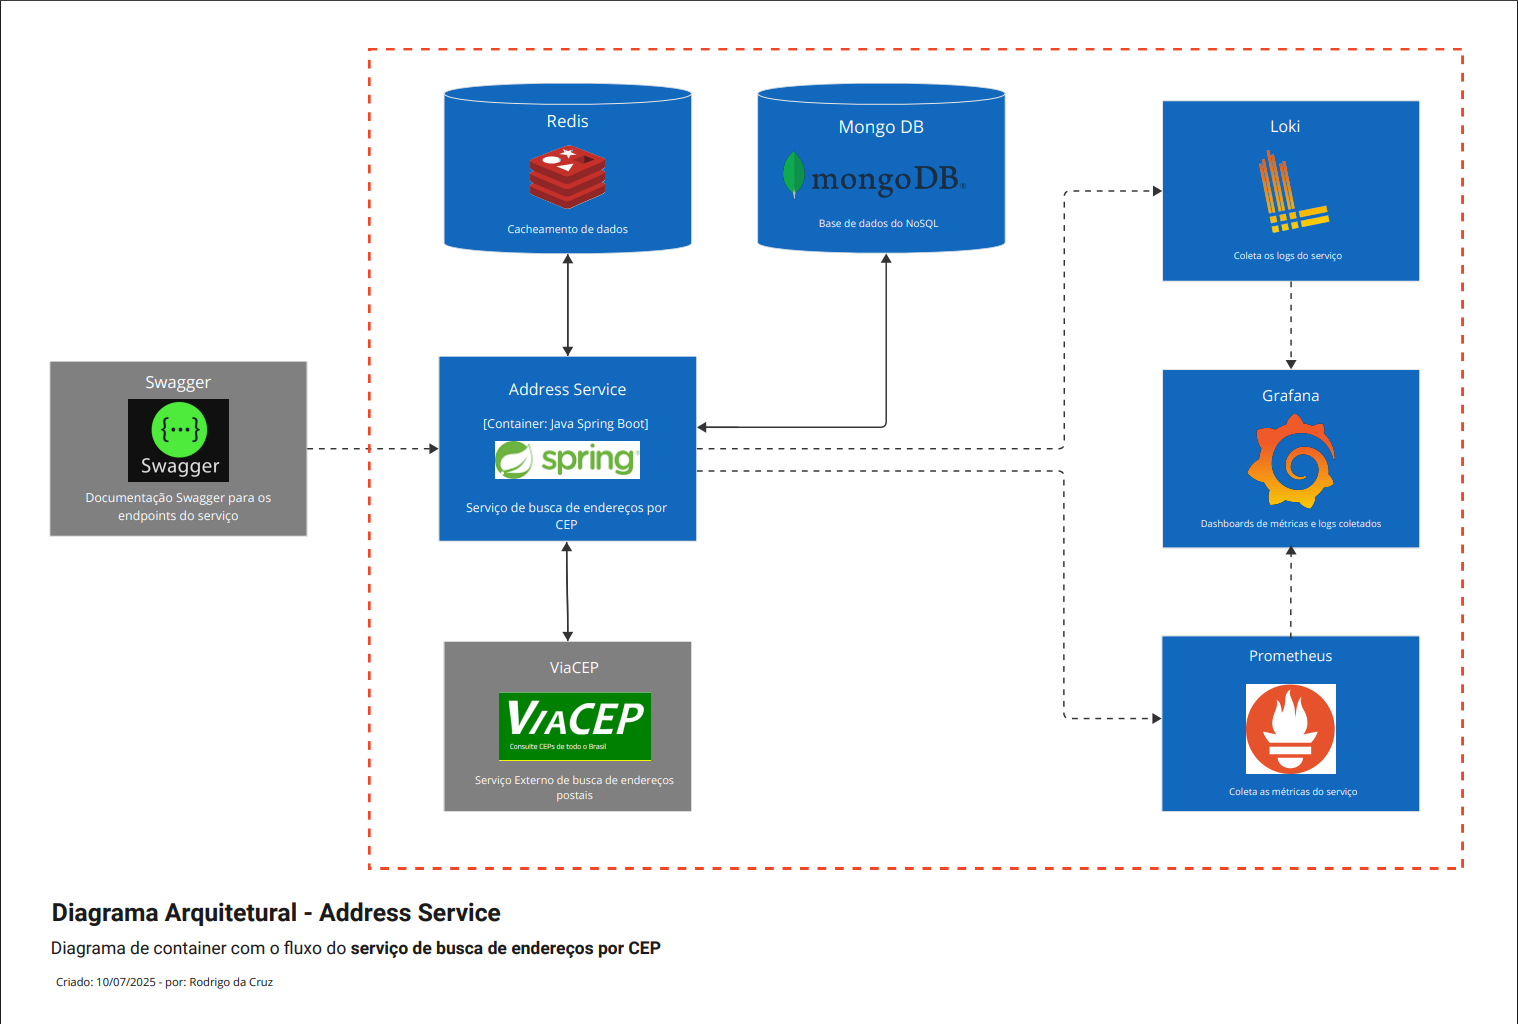 Redis
Cacheamento de dados
Mongo DB
mongoDB®
Base de dados do NoSQL
Loki
Coleta os logs do serviço
Swagger
{···}
Swagger
Documentação Swagger para os
endpoints do serviço
Address Service
[Container: Java Spring Boot]
spring
Serviço de busca de endereços por
CEP
Grafana
Dashboards de métricas e logs coletados
ViaCEP
VIACEP
Consulte CEPs de todo o Brasil
Serviço Externo de busca de endereços
postais
Prometheus
Coleta as métricas do serviço
Diagrama Arquitetural - Address Service
Diagrama de container com o fluxo do serviço de busca de endereços por CEP
Criado: 10/07/2025 - por: Rodrigo da Cruz